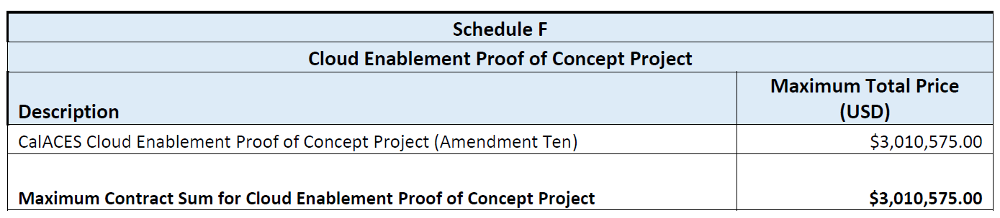 Schedule F
Cloud Enablement Proof of Concept Project
Maximum Total Price
Description (USD)
CalACES Cloud Enablement Proof of Concept Project (Amendment Ten) $3,010,575.00
Maximum Contract Sum for Cloud Enablement Proof of Concept Project $3,010,575.00